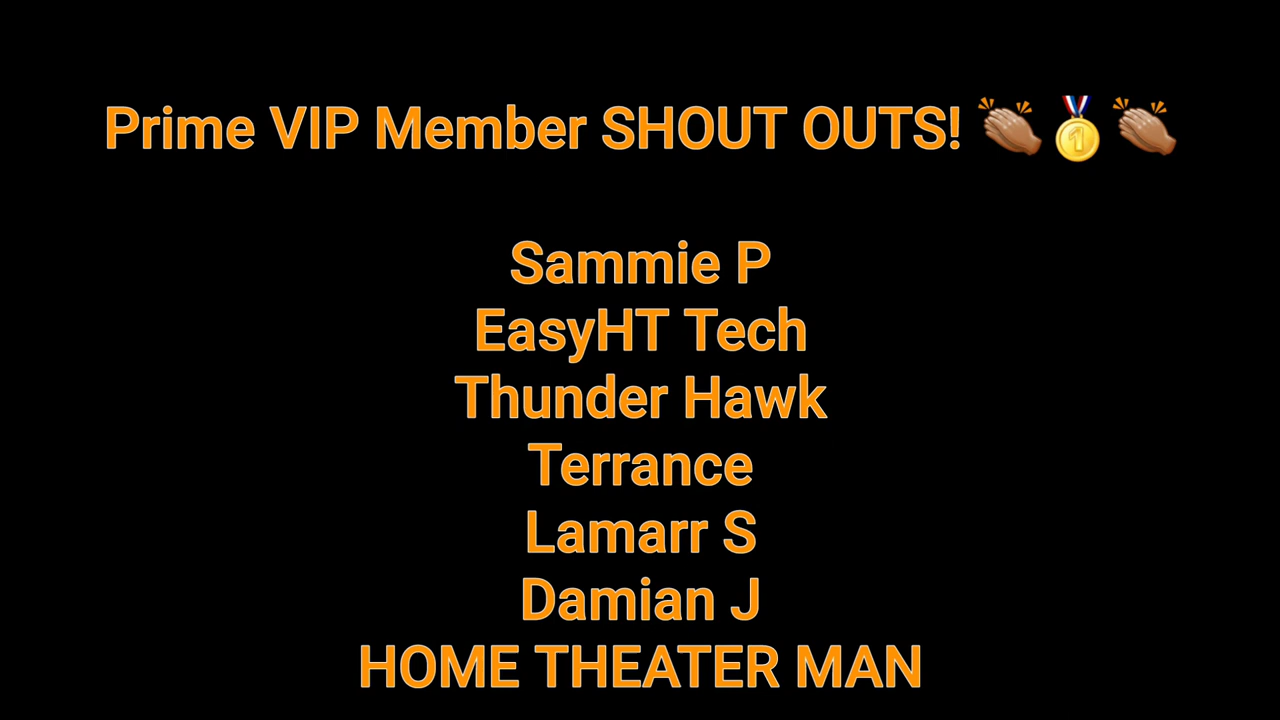 Prime VIP Member SHOUT OUTS! 👏🏽🥇👏🏽
Sammie P
EasyHT Tech
Thunder Hawk
Terrance
Lamarr S
Damian J
HOME THEATER MAN